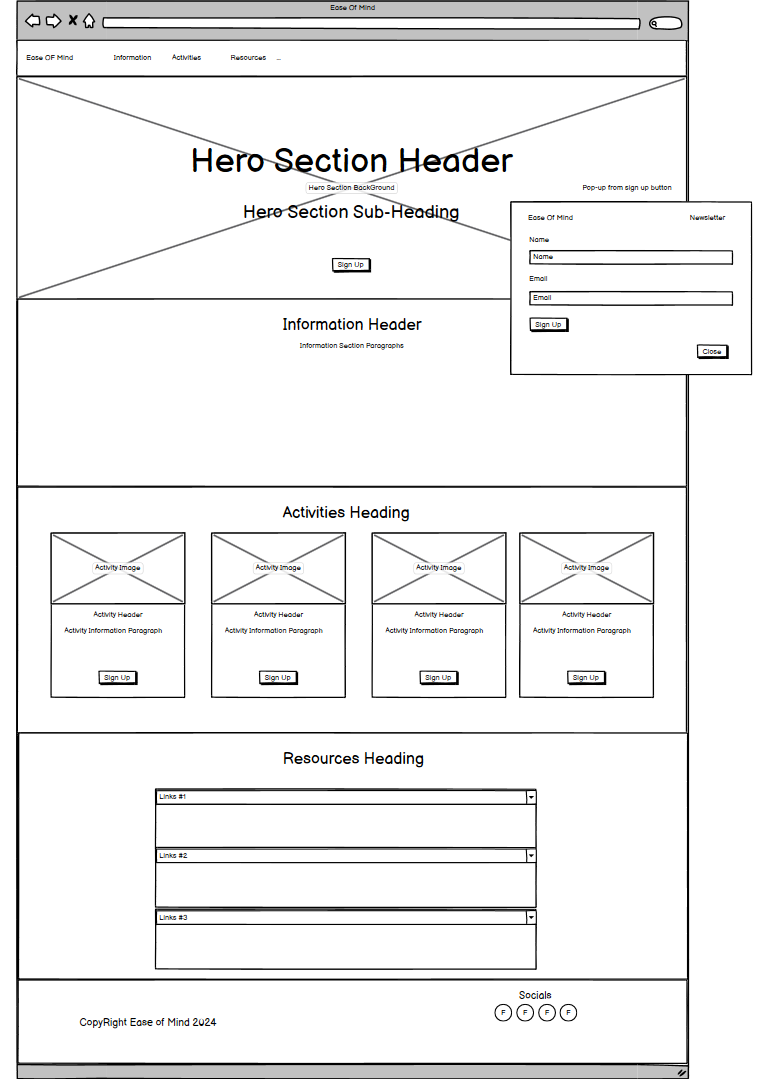 Ease Of Mind
Ease OF Mind Information Activities Resources ...
Hero Section Header
Hero Section BackGround
Pop-up from sign up button
Hero Section Sub-Heading
Sign Up
Ease Of Mind Newsletter
Name
Name
Email
Email
Sign Up
Close
Information Header
Information Section Paragraphs
Activities Heading
Activity Image Activity Image Activity Image Activity Image
Activity Header Activity Header Activity Header Activity Header
Activity Information Paragraph Activity Information Paragraph Activity Information Paragraph Activity Information Paragraph
Sign Up Sign Up Sign Up Sign Up
Resources Heading
Links #1
Links #2
Links #3
Socials
F F F F
CopyRight Ease of Mind 2024